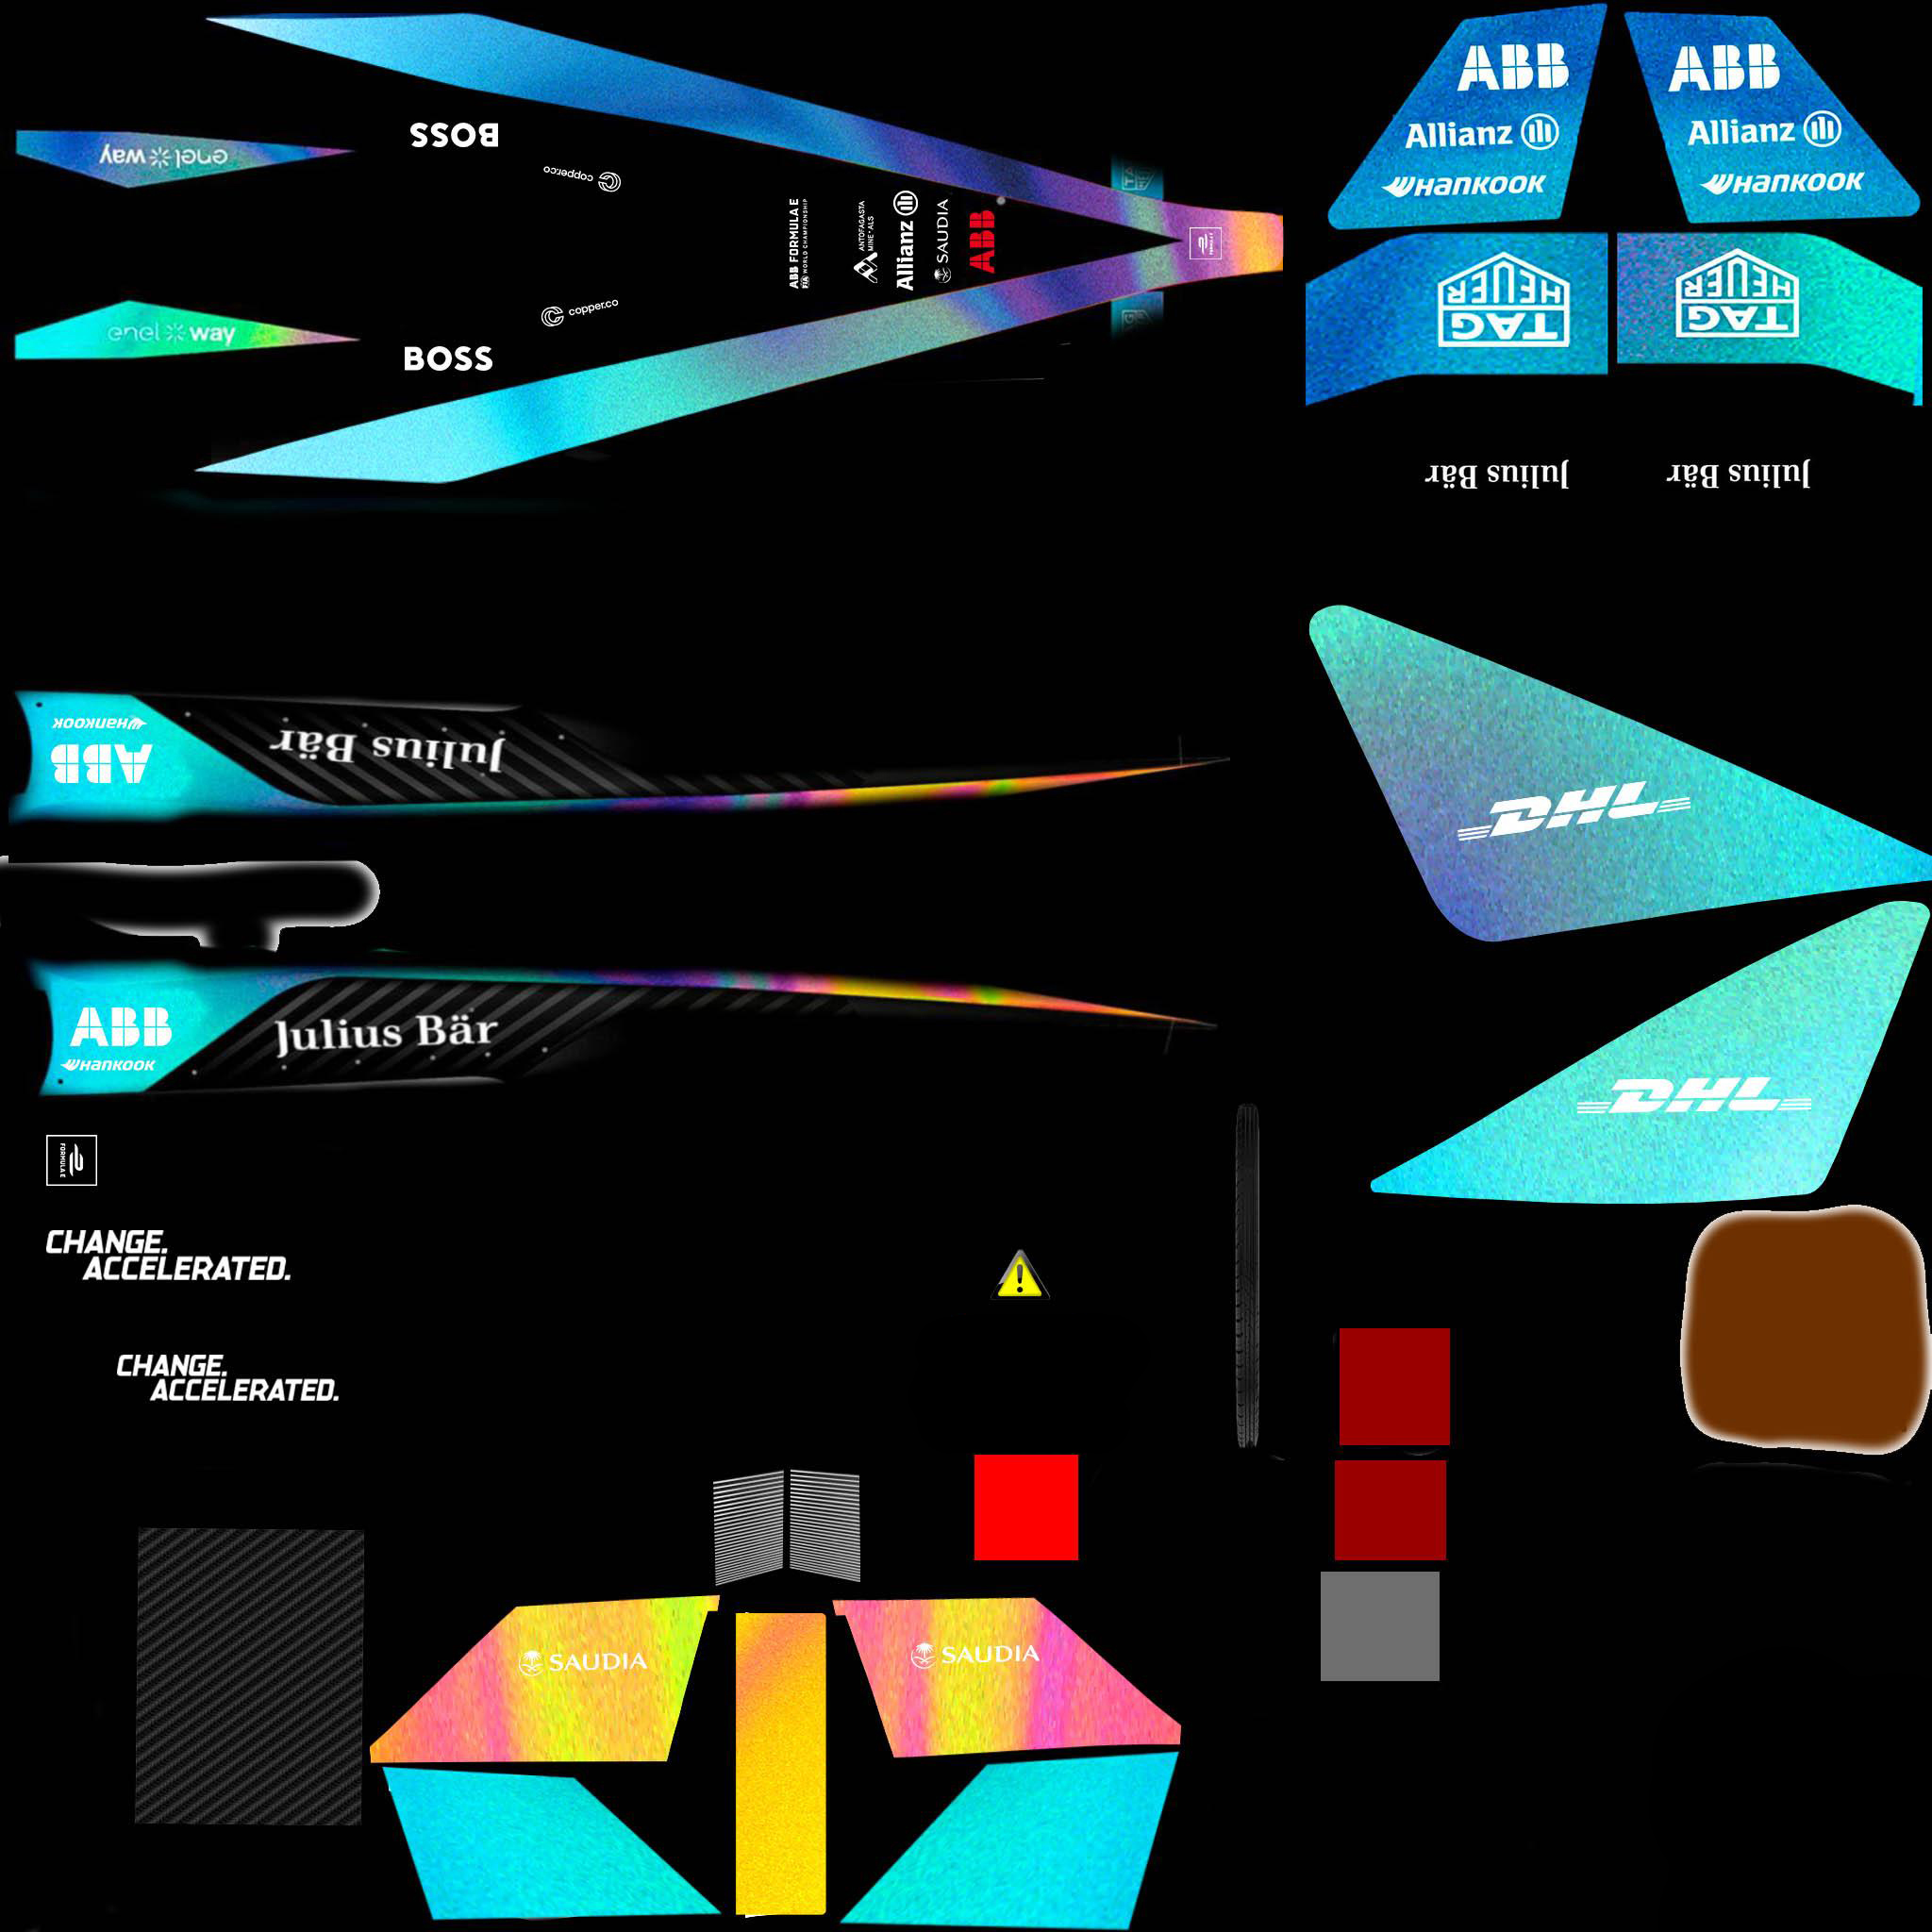 ABB
ABB
Allianz
Allianz
HANKOOK
HANKOOK
enel way
BOSS
copper.co
ABB FORMULA E
FIA WORLD CHAMPIONSHIP
ANTOFAGASTA
Allianz
SAUDIA
ABB
TAG
HEUER
TAG
HEUER
copper.co
enel way
BOSS
Julius Bär
Julius Bär
HANKOOK
ABB
Julius Bär
DHL
ABB
HANKOOK
Julius Bär
DHL
FORMULA E
CHANGE.
ACCELERATED.
CHANGE.
ACCELERATED.
SAUDIA
SAUDIA